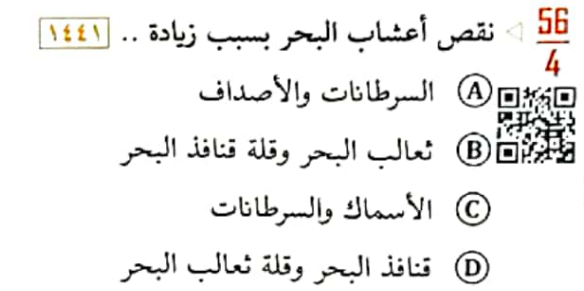 56
4
◁ نقص أعشاب البحر بسبب زيادة .. ١٤٤١
A السرطانات والأصداف
B ثعالب البحر وقلة قنافذ البحر
C الأسماك والسرطانات
D قنافذ البحر وقلة ثعالب البحر